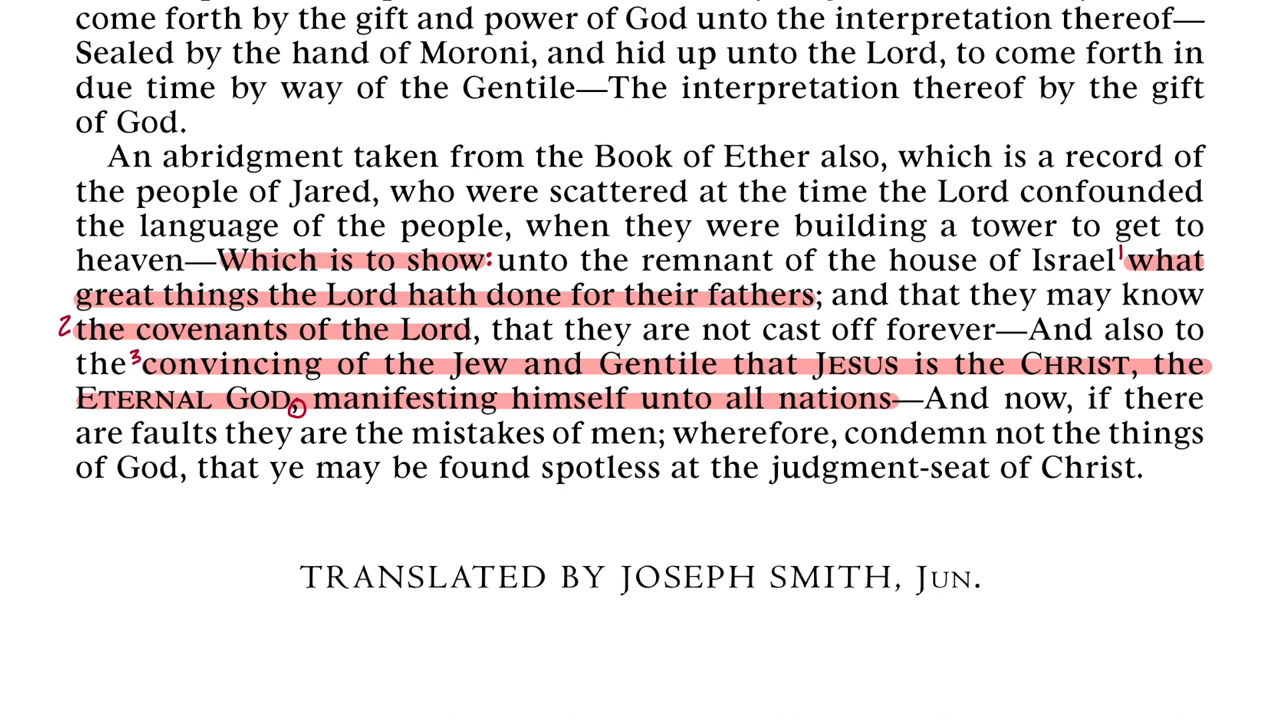 come forth by the gift and power of God unto the interpretation thereof—
Sealed by the hand of Moroni, and hid up unto the Lord, to come forth in
due time by way of the Gentile—The interpretation thereof by the gift
of God.
An abridgment taken from the Book of Ether also, which is a record of
the people of Jared, who were scattered at the time the Lord confounded
the language of the people, when they were building a tower to get to
heaven—Which is to show: unto the remnant of the house of Israel 1 what
great things the Lord hath done for their fathers; and that they may know
2 the covenants of the Lord, that they are not cast off forever—And also to
the 3 convincing of the Jew and Gentile that JESUS is the CHRIST, the
ETERNAL GOD, manifesting himself unto all nations—And now, if there
are faults they are the mistakes of men; wherefore, condemn not the things
of God, that ye may be found spotless at the judgment-seat of Christ.
TRANSLATED BY JOSEPH SMITH, JUN.